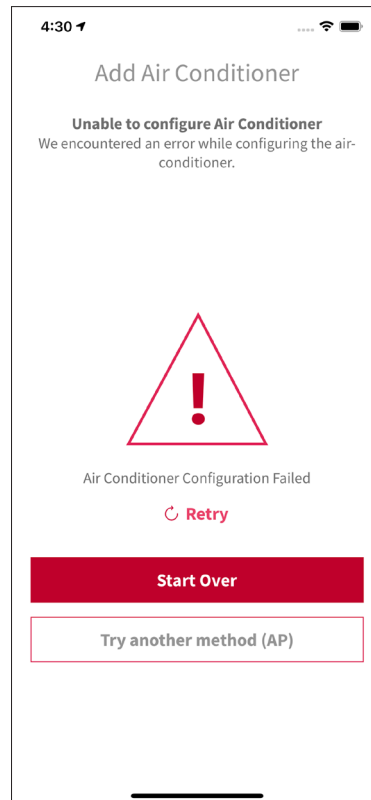 4:30
Add Air Conditioner
Unable to configure Air Conditioner
We encountered an error while configuring the air-
conditioner.
!
Air Conditioner Configuration Failed
Retry
Start Over
Try another method (AP)